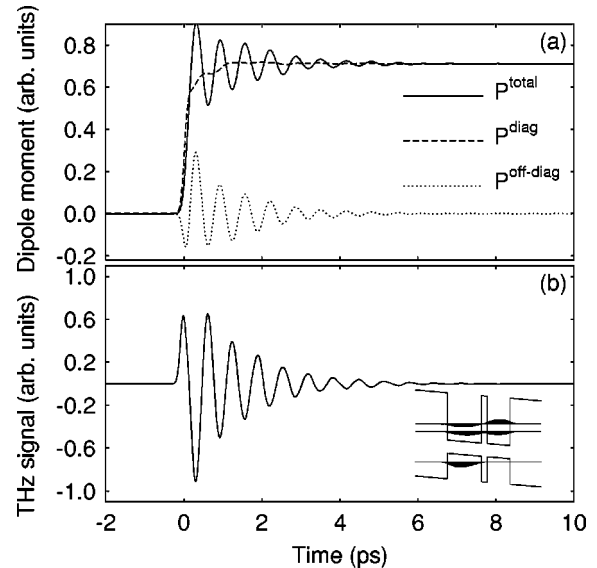 Dipole moment (arb. units)
0.8
0.6
0.4
0.2
0.0
0.2
(a)
P^total
P^diag
P^off-diag
THz signal (arb. units)
1.0
0.6
0.2
-0.2
-0.6
-1.0
(b)
-2 0 2 4 6 8 10
Time (ps)